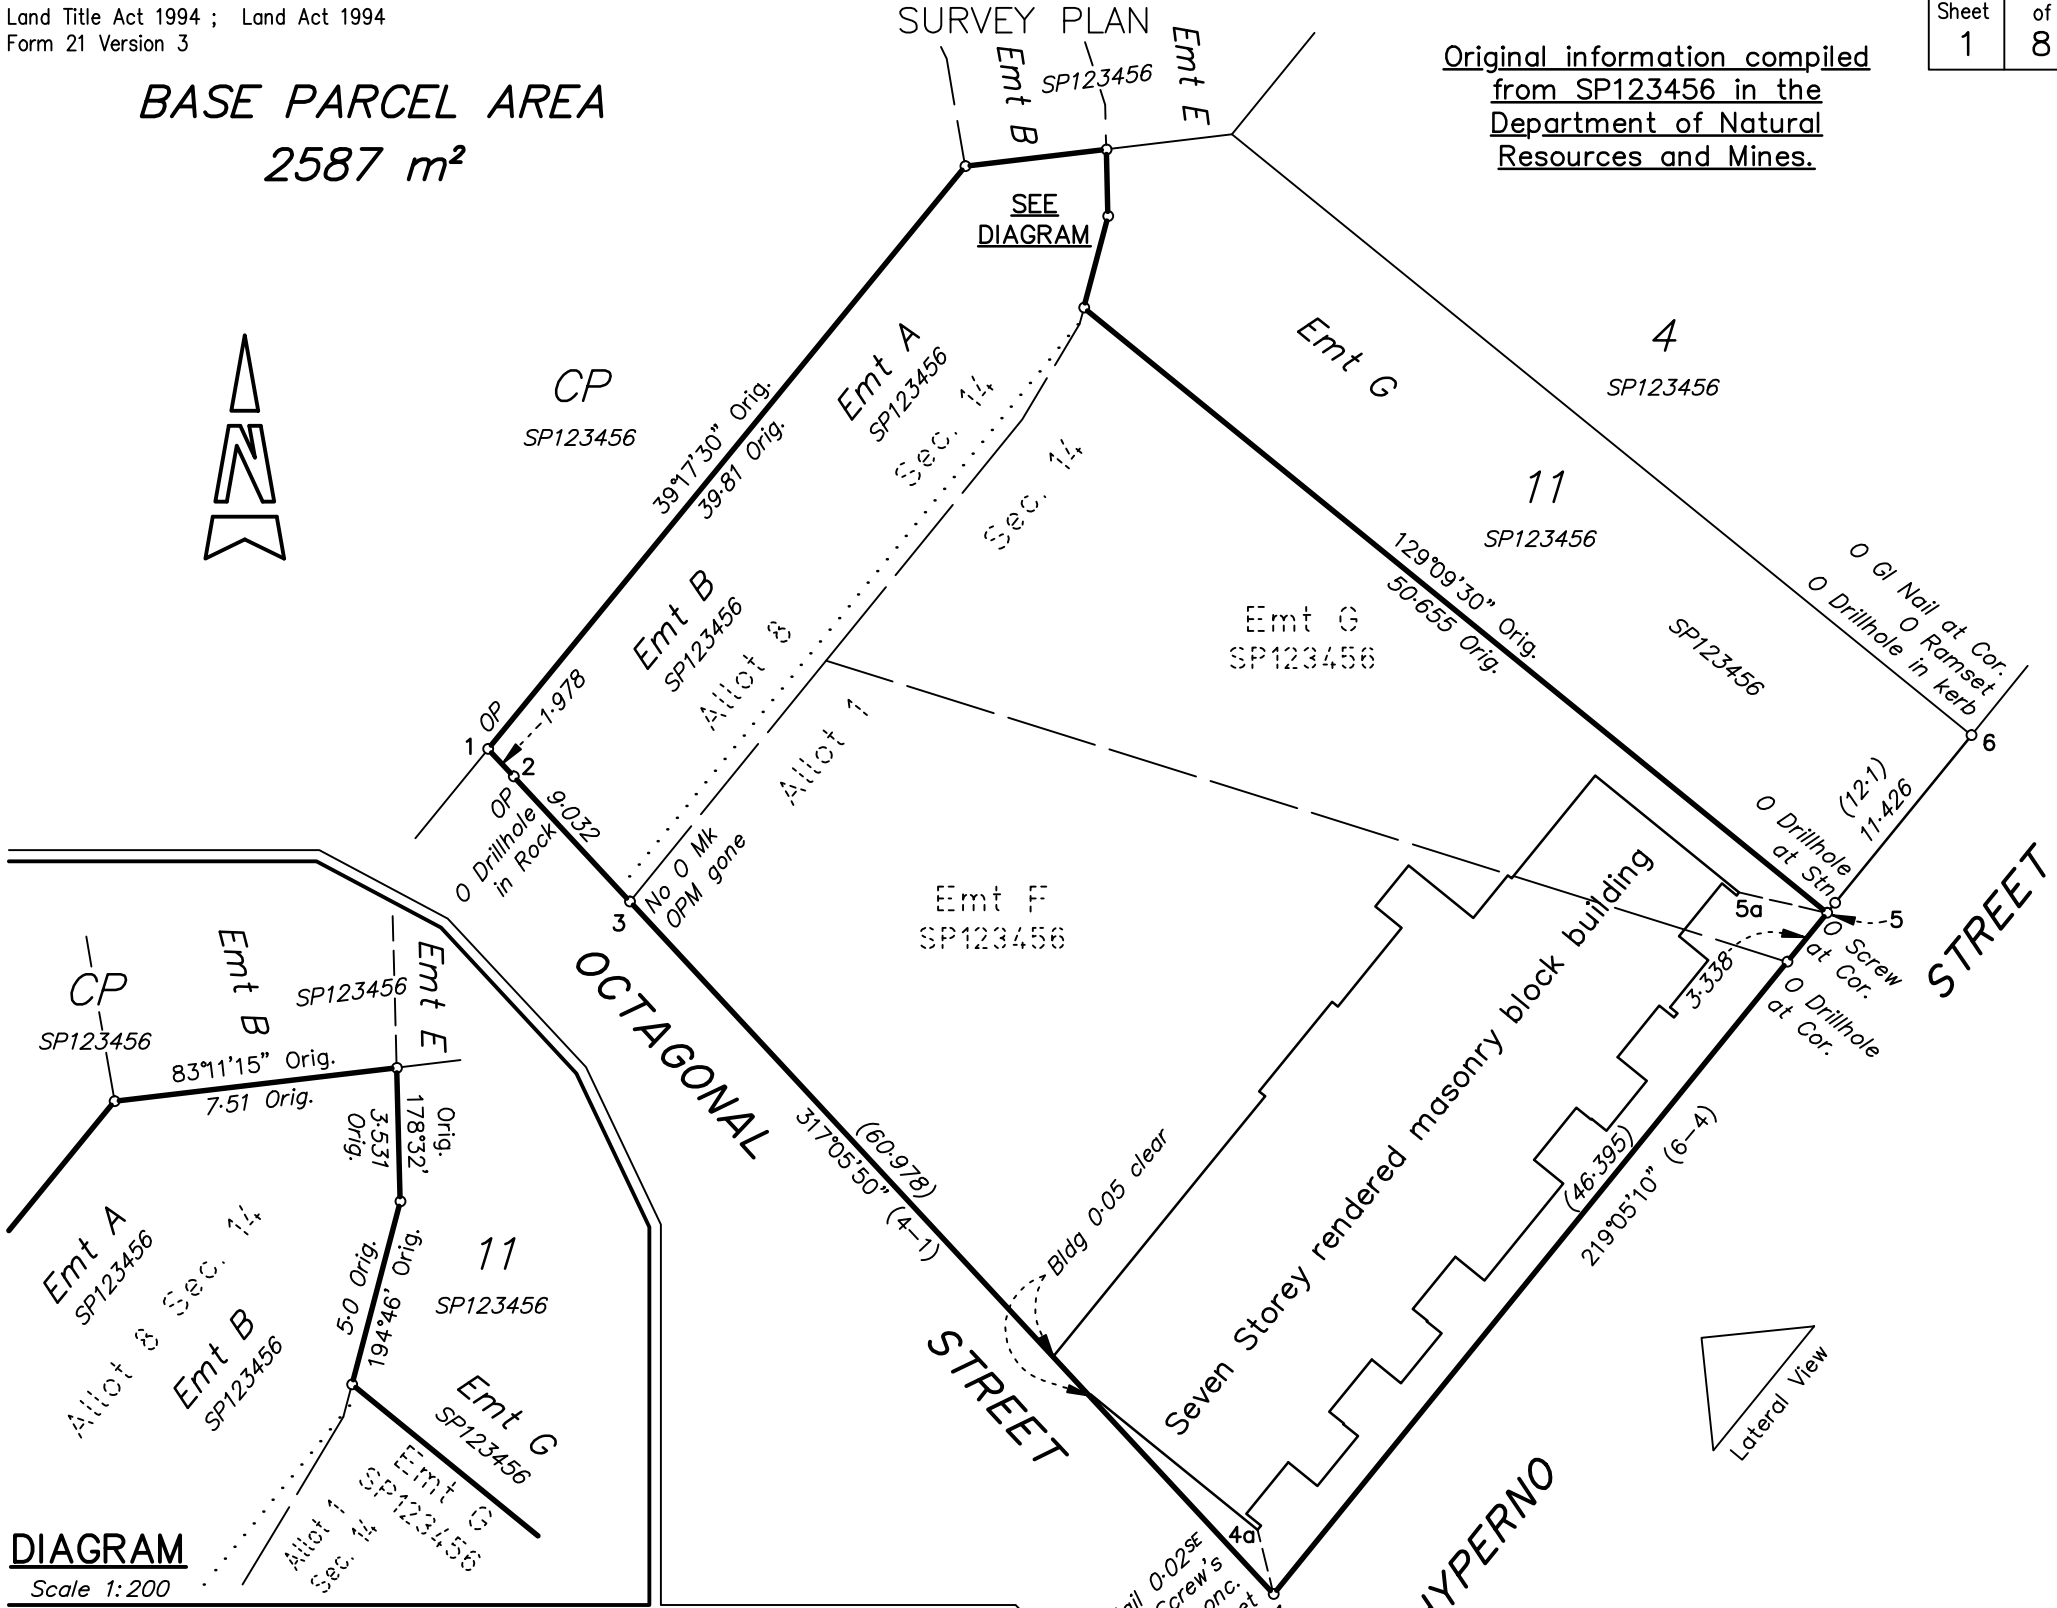 Land Title Act 1994 ; Land Act 1994
Form 21 Version 3
SURVEY PLAN
Sheet of
1 8
BASE PARCEL AREA
2587 m²
Original information compiled
from SP123456 in the
Department of Natural
Resources and Mines.
Emt B
SP123456
Emt E
SEE
DIAGRAM
CP
SP123456
39°17'30" Orig.
39·81 Orig.
Emt A
SP123456
Sec. 14
Sec. 14
Emt G
4
SP123456
11
SP123456
129°09'30" Orig.
50·655 Orig.
SP123456
O GI Nail at Cor.
O Ramset
O Drillhole in kerb
6
Emt B
SP123456
Allot 8
Allot 1
Emt G
SP123456
OP
1·978
1
2
OP
O Drillhole
in Rock
9·032
3
No O Mk
OPM gone
Emt F
SP123456
(12·1)
11·426
O Drillhole
at Stn
5a
5
O Screw
at Cor.
3·338
O Drillhole
at Cor.
STREET
OCTAGONAL
STREET
(60·978)
317°05'50" (4–1)
Bldg 0·05 clear
Seven Storey rendered masonry block building
(46·395)
219°05'10" (6–4)
Lateral View
4a
0·02SE
Screw's
CP
SP123456
Emt B
SP123456
Emt E
83°11'15" Orig.
7·51 Orig.
Orig.
178°32'
3·531
Orig.
Emt A
SP123456
Allot 8 Sec. 14
Emt B
SP123456
5·0 Orig.
194°46' Orig.
11
SP123456
Emt G
SP123456
Emt G
SP123456
Allot 1
Sec. 14
DIAGRAM
Scale 1:200